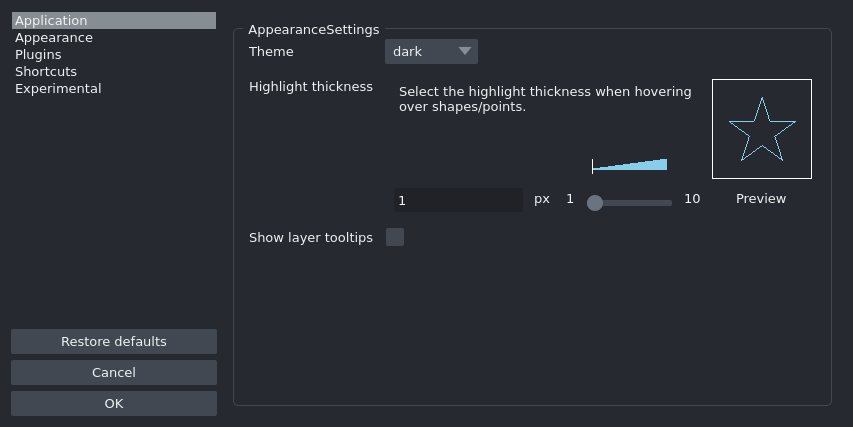 Application
Appearance
Plugins
Shortcuts
Experimental
Restore defaults
Cancel
OK
AppearanceSettings
Theme
dark
Highlight thickness
Select the highlight thickness when hovering
over shapes/points.
1
px
1
10
Preview
Show layer tooltips